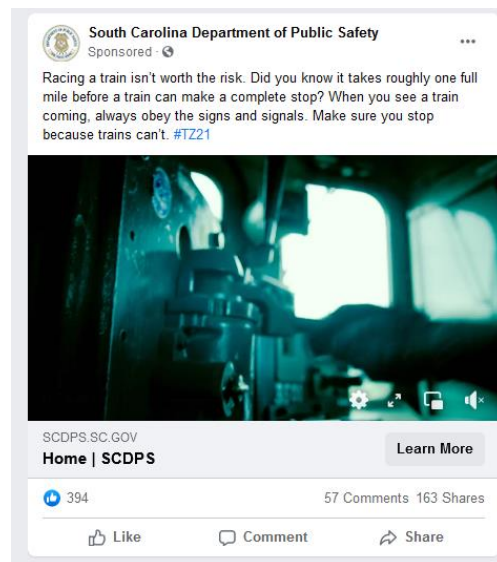 South Carolina Department of Public Safety
Sponsored ·
Racing a train isn't worth the risk. Did you know it takes roughly one full
mile before a train can make a complete stop? When you see a train
coming, always obey the signs and signals. Make sure you stop
because trains can't. #TZ21
SCDPS.SC.GOV
Home | SCDPS
Learn More
394
57 Comments 163 Shares
Like
Comment
Share